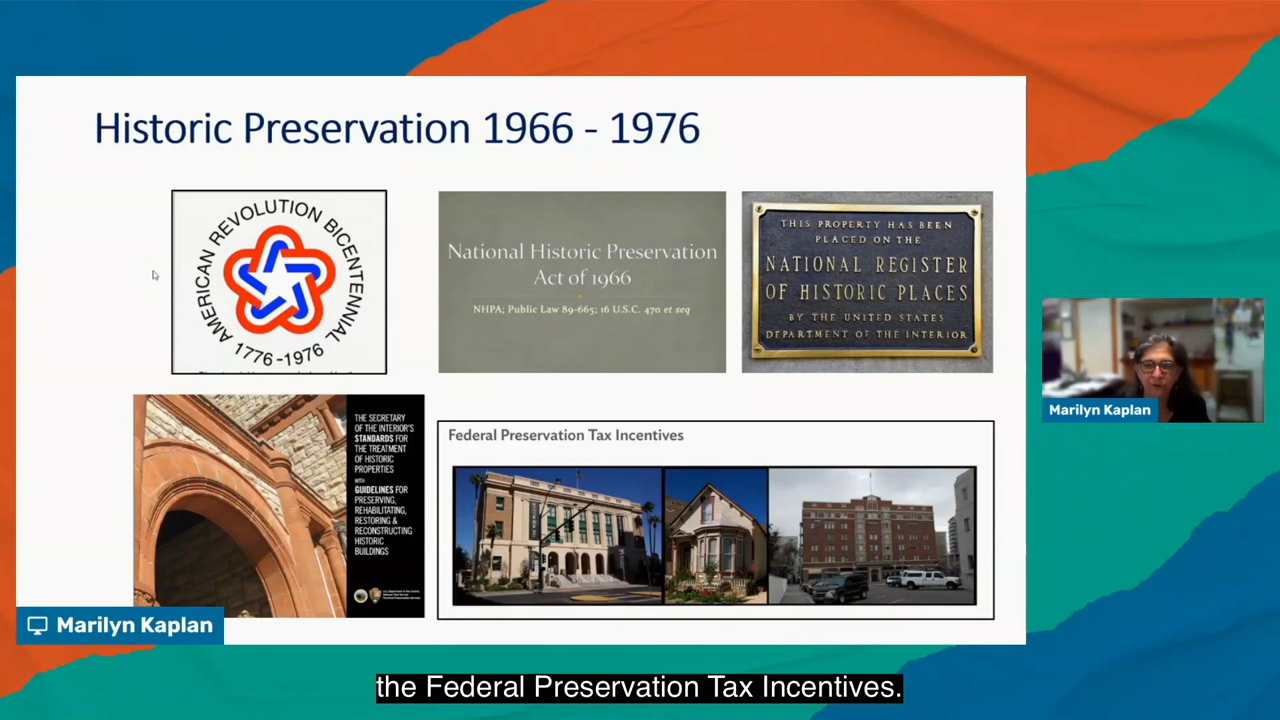 Historic Preservation 1966 - 1976
AMERICAN REVOLUTION BICENTENNIAL
1776-1976
National Historic Preservation
Act of 1966
NHPA; Public Law 89-665; 16 U.S.C. 470 et seq
THIS PROPERTY HAS BEEN
PLACED ON THE
NATIONAL REGISTER
OF HISTORIC PLACES
BY THE UNITED STATES
DEPARTMENT OF THE INTERIOR
THE SECRETARY
OF THE INTERIOR'S
STANDARDS FOR
THE TREATMENT
OF HISTORIC
PROPERTIES
WITH
GUIDELINES FOR
PRESERVING,
REHABILITATING,
RESTORING &
RECONSTRUCTING
HISTORIC
BUILDINGS
Federal Preservation Tax Incentives
Marilyn Kaplan
Marilyn Kaplan
the Federal Preservation Tax Incentives.